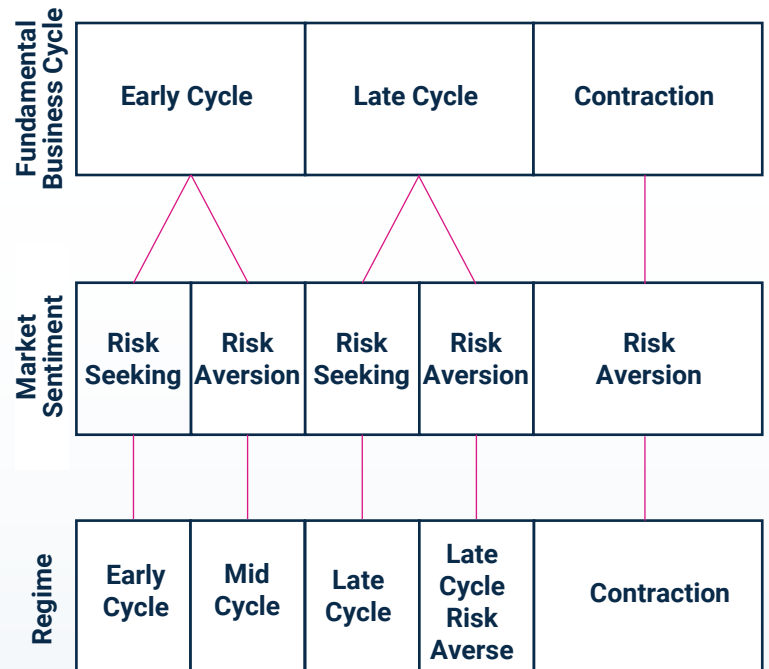 Fundamental
Business Cycle
Early Cycle
Late Cycle
Contraction
Market
Sentiment
Risk
Seeking
Risk
Aversion
Risk
Seeking
Risk
Aversion
Risk
Aversion
Regime
Early
Cycle
Mid
Cycle
Late
Cycle
Late
Cycle
Risk
Averse
Contraction